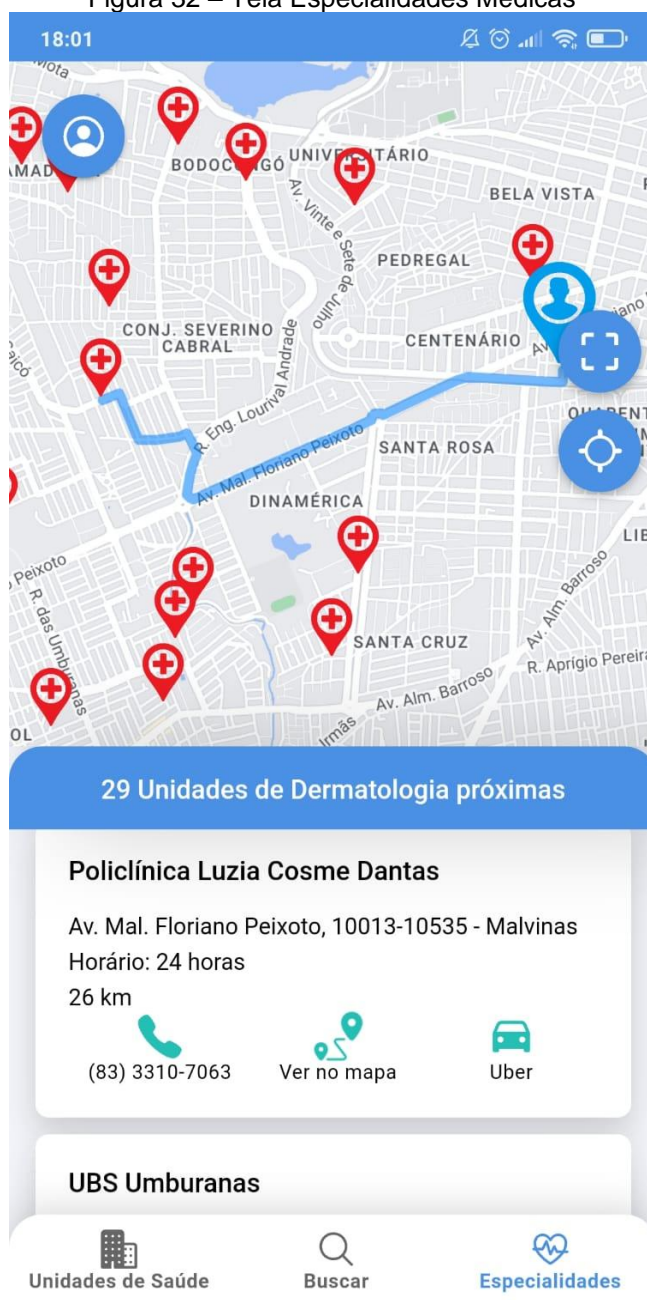 Figura 32 – Tela Especialidades Médicas
18:01
Mota
BODOCONGÓ
UNIVERSITÁRIO
BELA VISTA
Av. Vinte e Sete de Julho
PEDREGAL
CONJ. SEVERINO
CABRAL
CENTENÁRIO
R. Eng. Lourival Andrade
Av. Mal. Floriano Peixoto
SANTA ROSA
DINAMÉRICA
Peixoto
R. das Umburanas
SANTA CRUZ
Av. Alm. Barroso
R. Aprígio Pereira
Av. Alm. Barroso
Irmãs
29 Unidades de Dermatologia próximas
Policlínica Luzia Cosme Dantas
Av. Mal. Floriano Peixoto, 10013-10535 - Malvinas
Horário: 24 horas
26 km
(83) 3310-7063
Ver no mapa
Uber
UBS Umburanas
Unidades de Saúde
Buscar
Especialidades